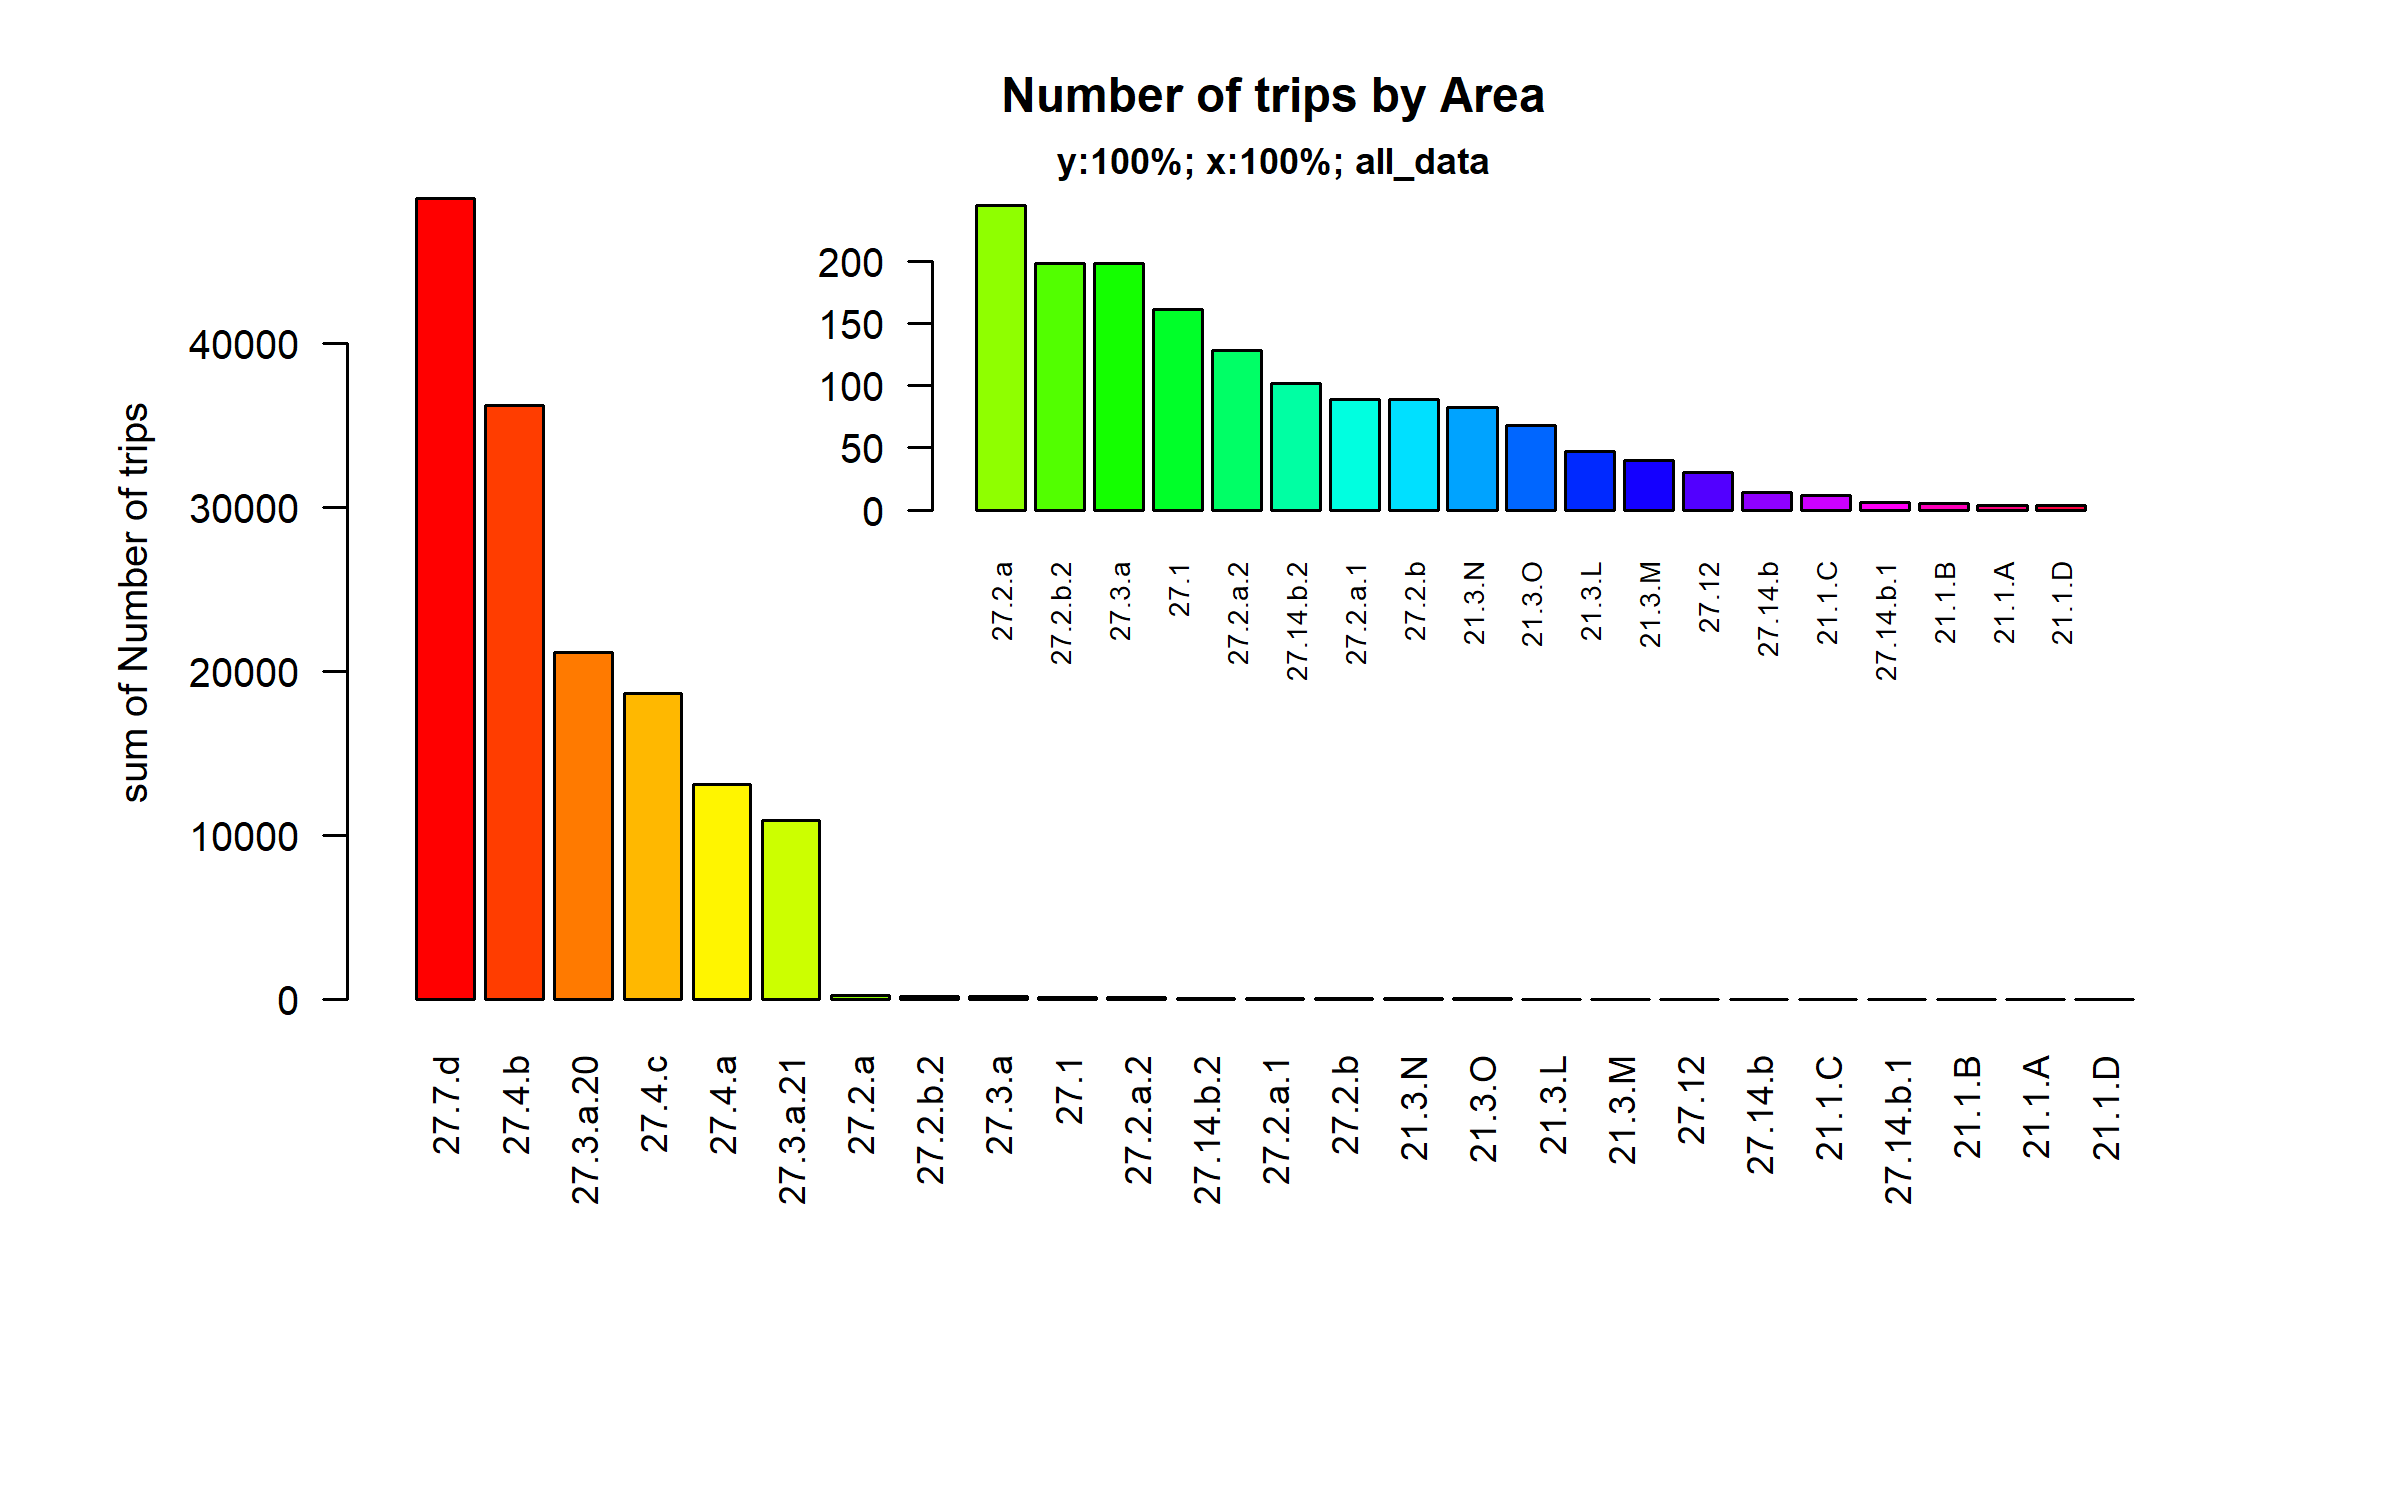 Number of trips by Area
y:100%; x:100%; all_data
sum of Number of trips
40000
30000
20000
10000
0
200
150
100
50
0
27.2.a
27.2.b.2
27.3.a
27.1
27.2.a.2
27.14.b.2
27.2.a.1
27.2.b
21.3.N
21.3.O
21.3.L
21.3.M
27.12
27.14.b
21.1.C
27.14.b.1
21.1.B
21.1.A
21.1.D
27.7.d
27.4.b
27.3.a.20
27.4.c
27.4.a
27.3.a.21
27.2.a
27.2.b.2
27.3.a
27.1
27.2.a.2
27.14.b.2
27.2.a.1
27.2.b
21.3.N
21.3.O
21.3.L
21.3.M
27.12
27.14.b
21.1.C
27.14.b.1
21.1.B
21.1.A
21.1.D